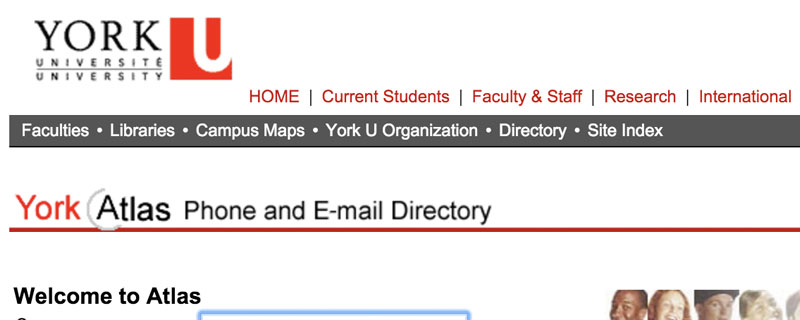 YORK U
UNIVERSITÉ
UNIVERSITY
HOME | Current Students | Faculty & Staff | Research | International
Faculties • Libraries • Campus Maps • York U Organization • Directory • Site Index
York Atlas Phone and E-mail Directory
Welcome to Atlas